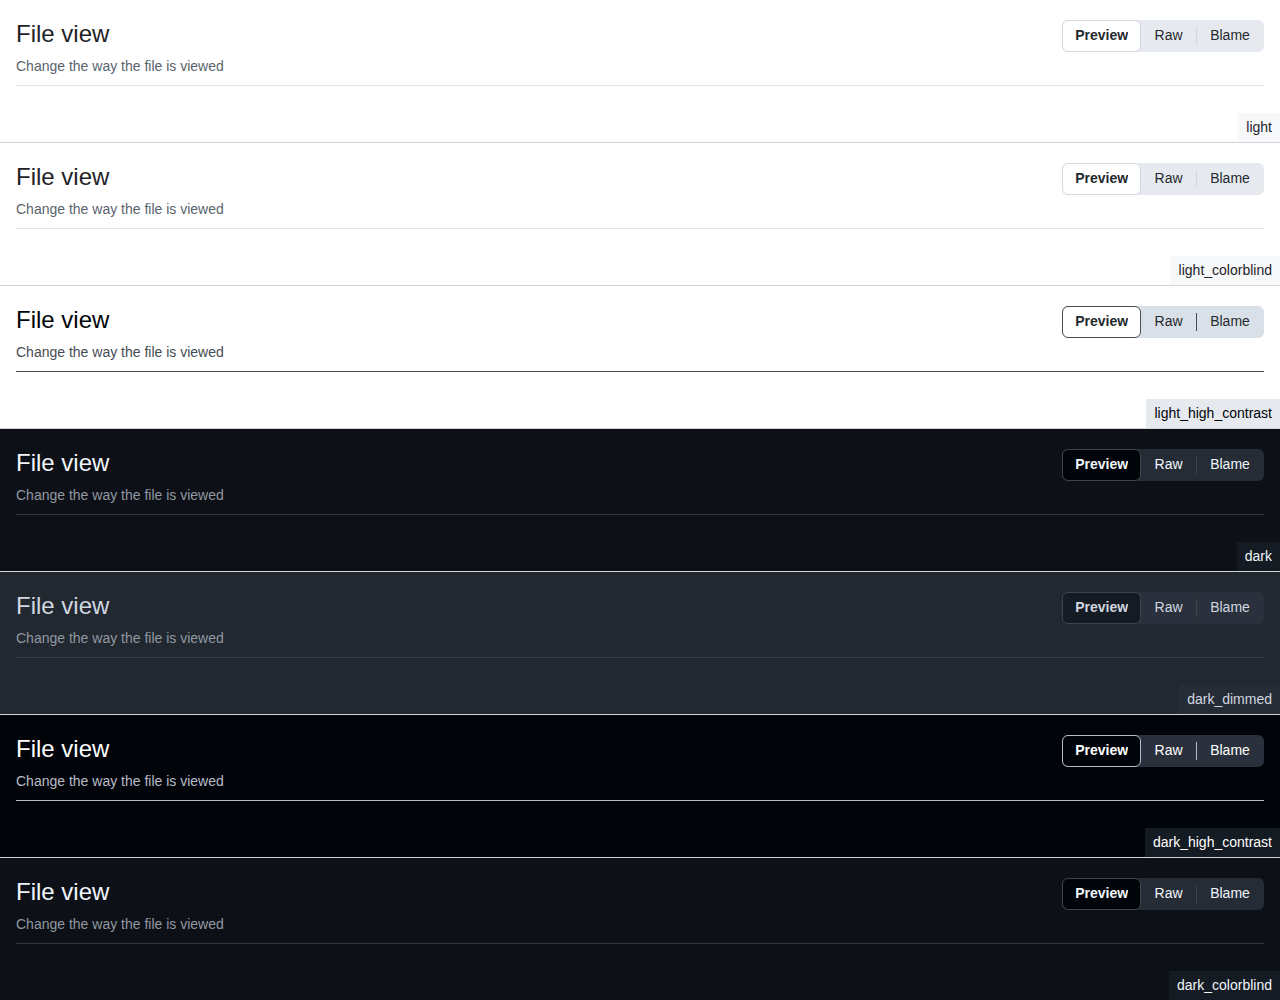 File view Preview Raw Blame
Change the way the file is viewed
light
File view Preview Raw Blame
Change the way the file is viewed
light_colorblind
File view Preview Raw Blame
Change the way the file is viewed
light_high_contrast
File view Preview Raw Blame
Change the way the file is viewed
dark
File view Preview Raw Blame
Change the way the file is viewed
dark_dimmed
File view Preview Raw Blame
Change the way the file is viewed
dark_high_contrast
File view Preview Raw Blame
Change the way the file is viewed
dark_colorblind